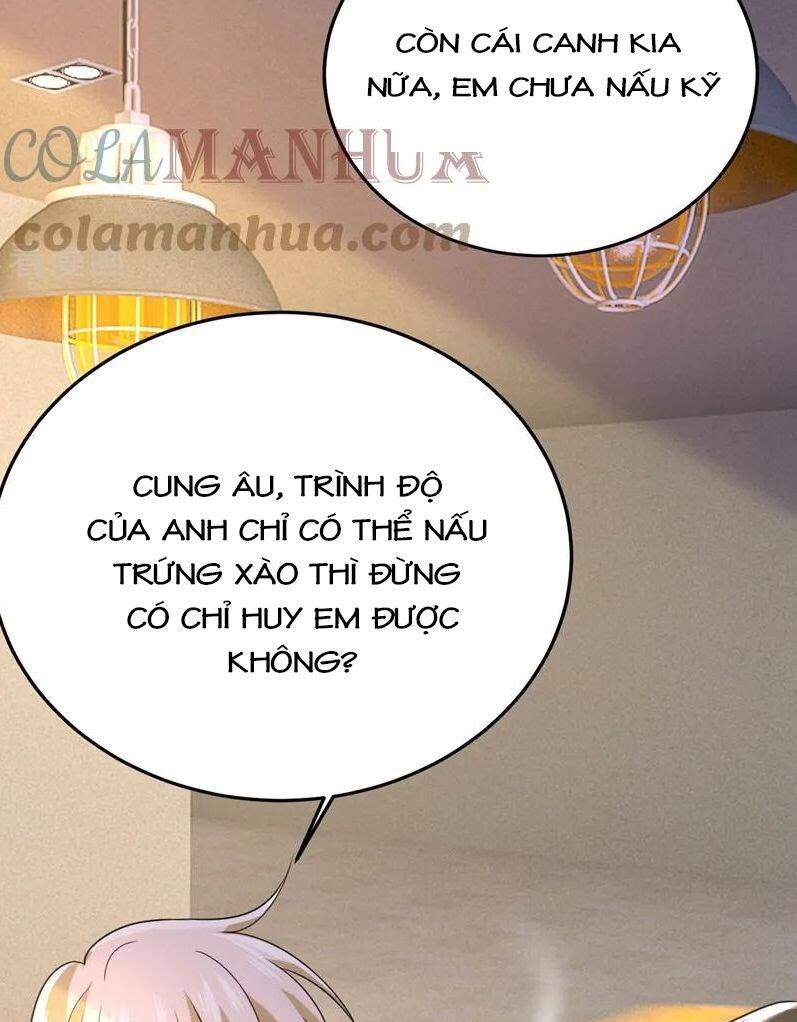 CÒN CÁI CANH KIA
NỮA, EM CHƯA NẤU KỸ
COLAMANHUA
colamanhua.com
CUNG ÂU, TRÌNH ĐỘ
CỦA ANH CHỈ CÓ THỂ NẤU
TRỨNG XÀO THÌ ĐỪNG
CÓ CHỈ HUY EM ĐƯỢC
KHÔNG?